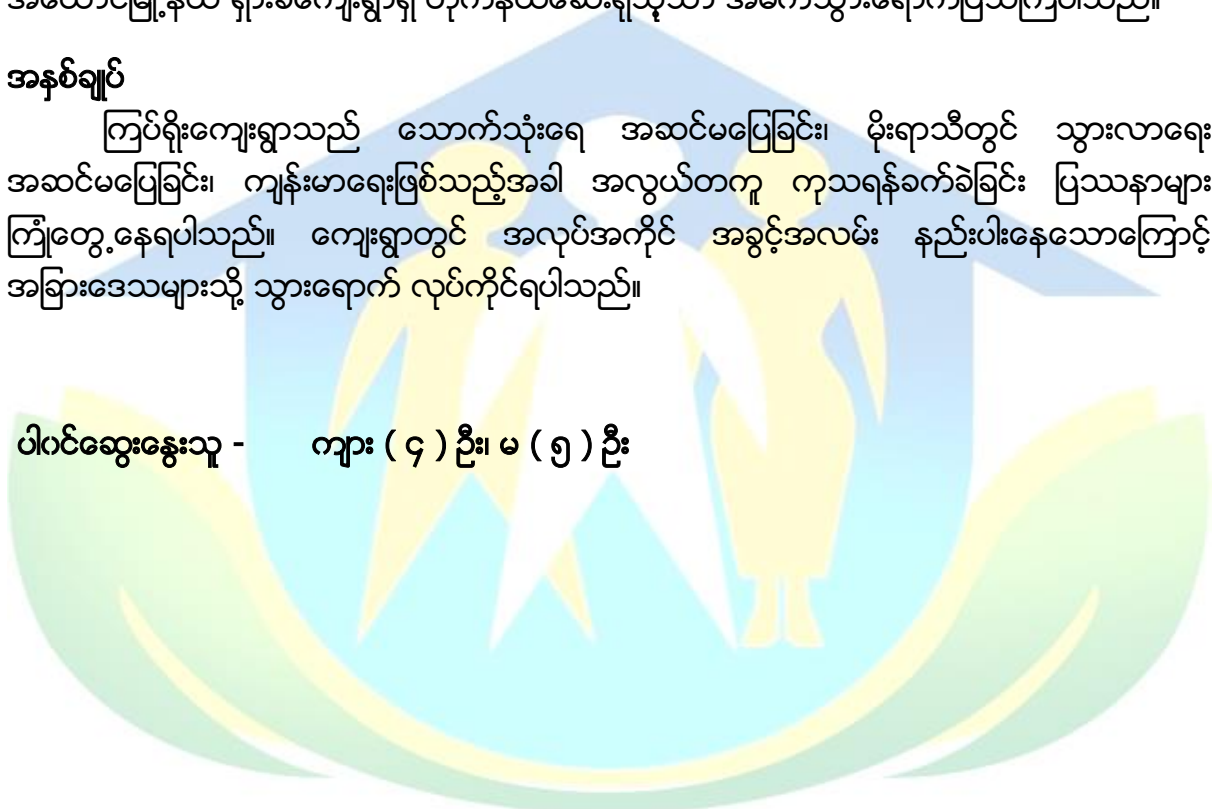 အနှစ်ချုပ်
ကြပ်ရိုးကျေးရွာသည် သောက်သုံးရေ အဆင်မပြေခြင်း၊ မိုးရာသီတွင် သွားလာရေး
အဆင်မပြေခြင်း၊ ကျန်းမာရေးဖြစ်သည့်အခါ အလွယ်တကူ ကုသရန်ခက်ခဲခြင်း ပြဿနာများ
ကြုံတွေ့နေရပါသည်။ ကျေးရွာတွင် အလုပ်အကိုင် အခွင့်အလမ်း နည်းပါးနေသောကြောင့်
အခြားဒေသများသို့ သွားရောက် လုပ်ကိုင်ရပါသည်။
ပါဝင်ဆွေးနွေးသူ - ကျား ( ၄ ) ဦး၊ မ ( ၅ ) ဦး